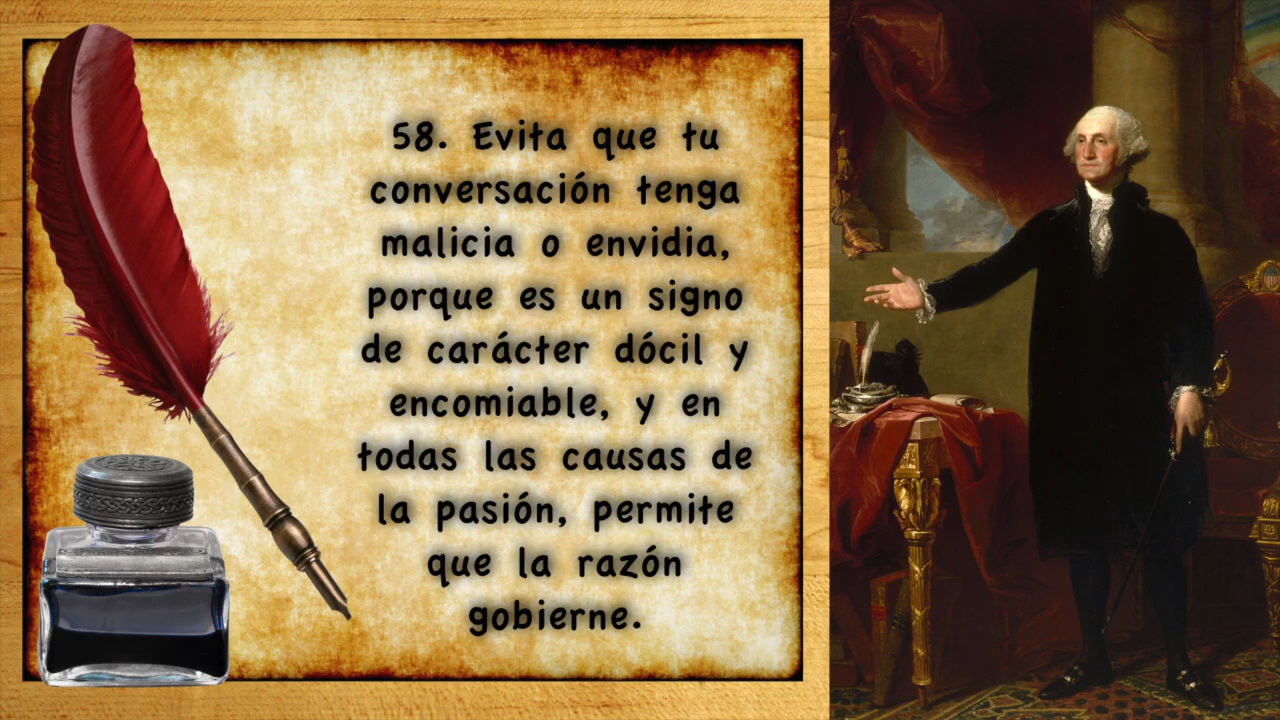 58. Evita que tu
conversación tenga
malicia o envidia,
porque es un signo
de carácter dócil y
encomiable, y en
todas las causas de
la pasión, permite
que la razón
gobierne.